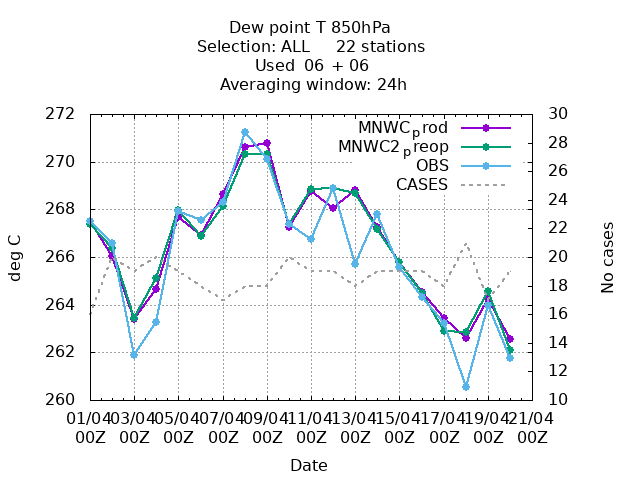 Dew point T 850hPa
Selection: ALL 22 stations
Used 06 + 06
Averaging window: 24h
272
270
268
266
264
262
260
deg C
30
28
26
24
22
20
18
16
14
12
10
No cases
MNWCprod
MNWC2preop
OBS
CASES
01/04 03/04 05/04 07/04 09/04 11/04 13/04 15/04 17/04 19/04 21/04
00Z 00Z 00Z 00Z 00Z 00Z 00Z 00Z 00Z 00Z 00Z
Date